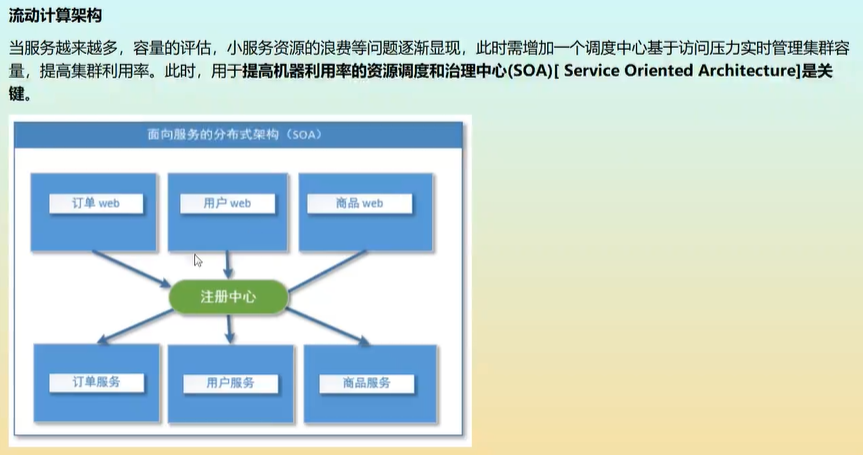 流动计算架构
当服务越来越多，容量的评估，小服务资源的浪费等问题逐渐显现，此时需增加一个调度中心基于访问压力实时管理集群容
量，提高集群利用率。此时，用于提高机器利用率的资源调度和治理中心(SOA)[ Service Oriented Architecture]是关
键。
面向服务的分布式架构（SOA）
订单 web
用户 web
商品 web
注册中心
订单服务
用户服务
商品服务